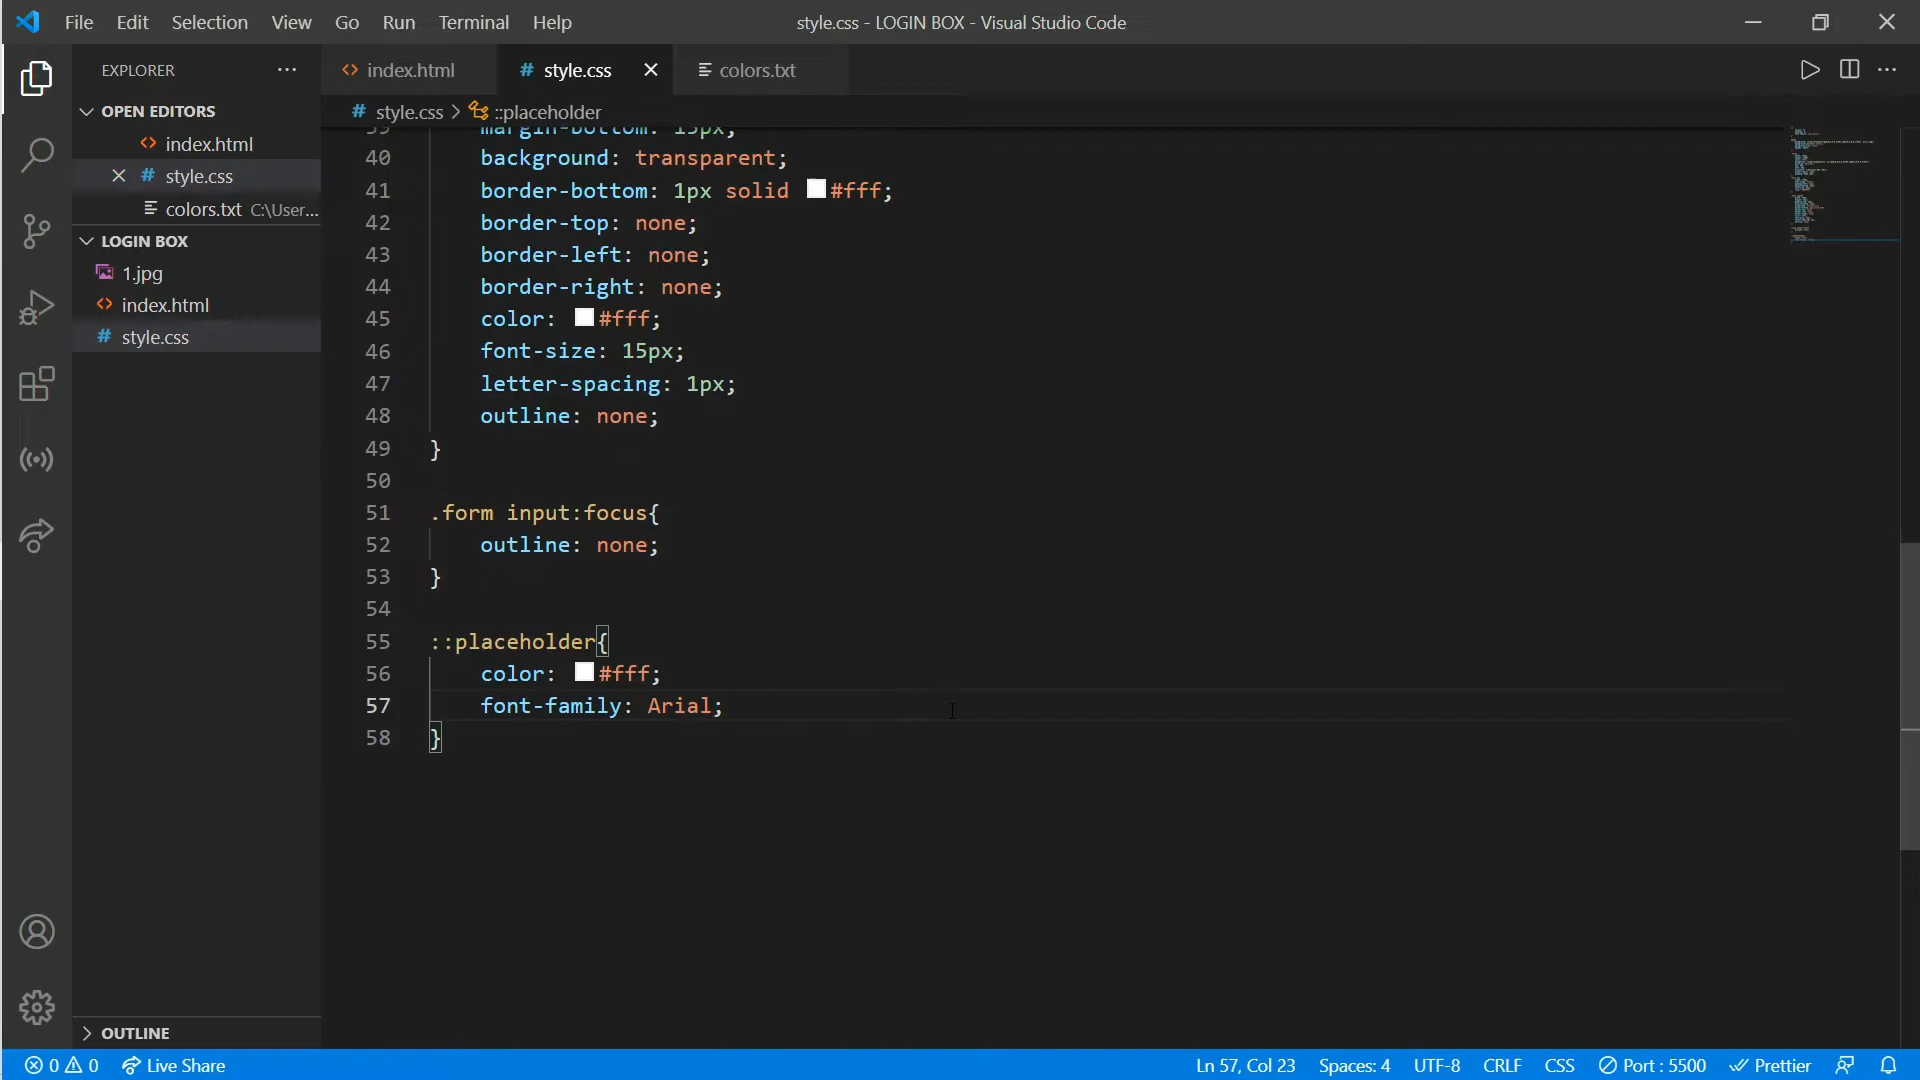 File Edit Selection View Go Run Terminal Help style.css - LOGIN BOX - Visual Studio Code
EXPLORER
index.html style.css colors.txt
style.css > ::placeholder
OPEN EDITORS
index.html
style.css
colors.txt C:\User...
LOGIN BOX
1.jpg
index.html
style.css
OUTLINE
39 margin-bottom: 15px;
40 background: transparent;
41 border-bottom: 1px solid #fff;
42 border-top: none;
43 border-left: none;
44 border-right: none;
45 color: #fff;
46 font-size: 15px;
47 letter-spacing: 1px;
48 outline: none;
49 }
50
51 .form input:focus{
52 outline: none;
53 }
54
55 ::placeholder{
56 color: #fff;
57 font-family: Arial;
58 }
0 0 Live Share Ln 57, Col 23 Spaces: 4 UTF-8 CRLF CSS Port : 5500 Prettier